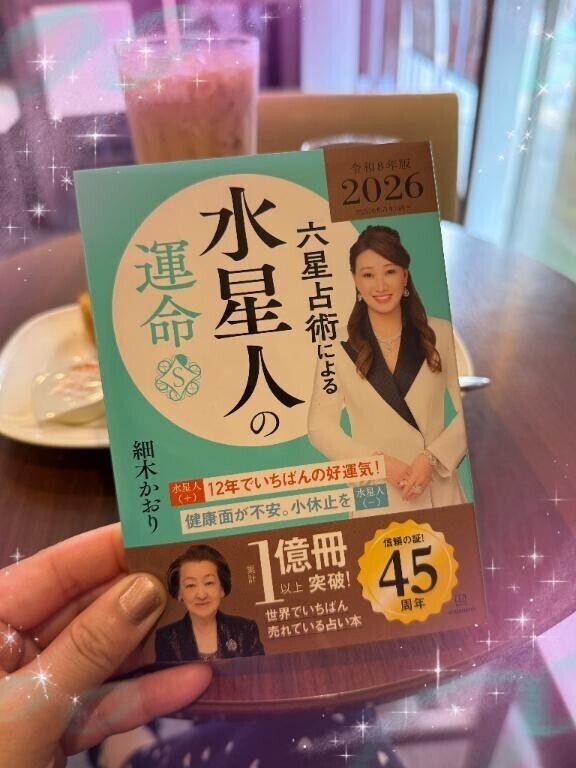 令和8年版
2026
六星占術による
水星人の
運命
S
細木かおり
水星人(+)
12年でいちばんの好運気!
健康面が不安。小休止を
水星人(−)
累計
1億冊
以上 突破!
世界でいちばん
売れている占い本
信頼の証!
45
周年